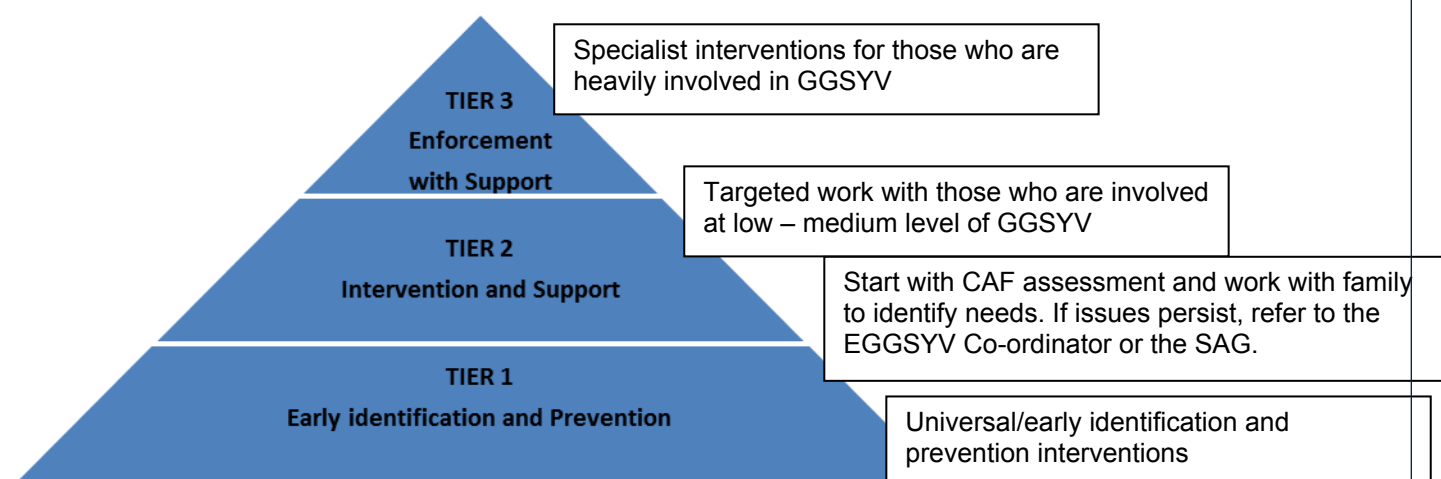 Specialist interventions for those who are
heavily involved in GGSYV
TIER 3
Enforcement
with Support
Targeted work with those who are involved
at low – medium level of GGSYV
TIER 2
Intervention and Support
Start with CAF assessment and work with family
to identify needs. If issues persist, refer to the
EGGSYV Co-ordinator or the SAG.
TIER 1
Early identification and Prevention
Universal/early identification and
prevention interventions